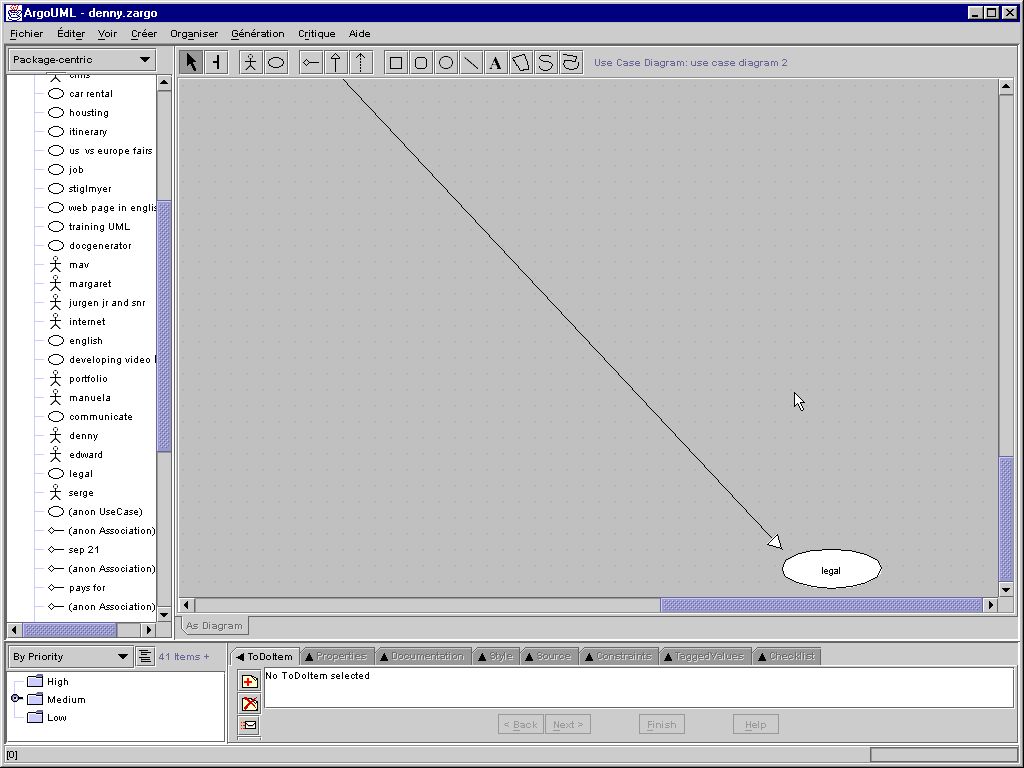 ArgoUML - denny.zargo
Fichier Éditer Voir Créer Organiser Génération Critique Aide
Package-centric
A
Use Case Diagram: use case diagram 2
car rental
housting
itinerary
us vs europe fairs
job
stiglmyer
web page in englis
training UML
docgenerator
mav
margaret
jurgen jr and snr
internet
english
developing video
portfolio
manuela
communicate
denny
edward
legal
serge
(anon UseCase)
(anon Association)
sep 21
(anon Association)
pays for
(anon Association)
legal
As Diagram
By Priority
41 Items +
High
Medium
Low
ToDoItem Properties Documentation Style Source Constraints TaggedValues Checklist
No ToDoItem selected
< Back Next > Finish Help
[0]